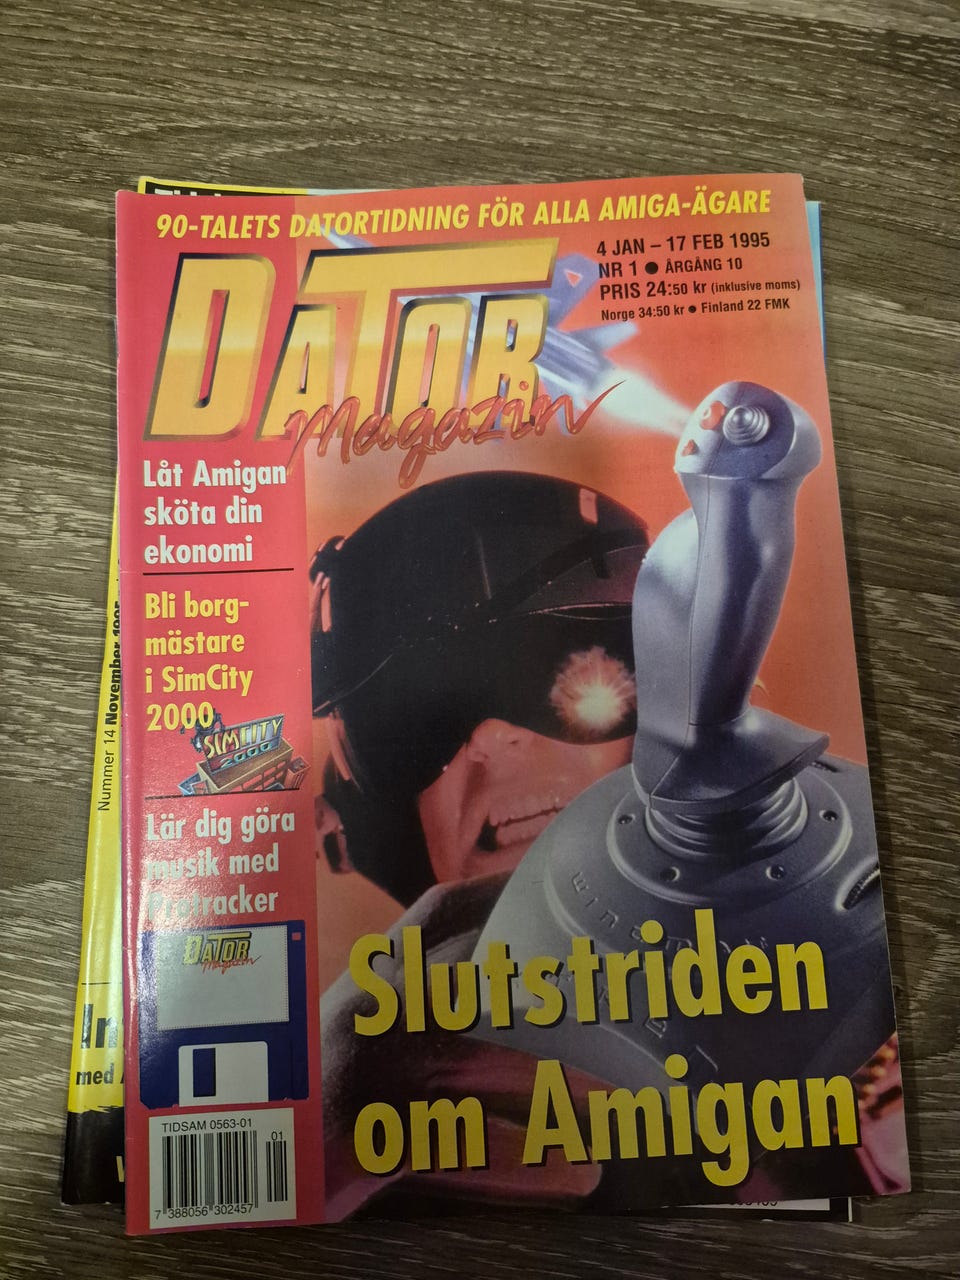 90-TALETS DATORTIDNING FÖR ALLA AMIGA-ÄGARE
4 JAN – 17 FEB 1995
NR 1 ● ÅRGÅNG 10
PRIS 24:50 kr (inklusive moms)
Norge 34:50 kr ● Finland 22 FMK
DATOR
Magazin
Låt Amigan
sköta din
ekonomi
Bli borg-
mästare
i SimCity
2000
SIMCITY
2000
Lär dig göra
musik med
Protracker
DATOR
Magazin
Slutstriden
om Amigan
TIDSAM 0563-01
01
7 388056 302457
Nummer 14 November 1995
In
med